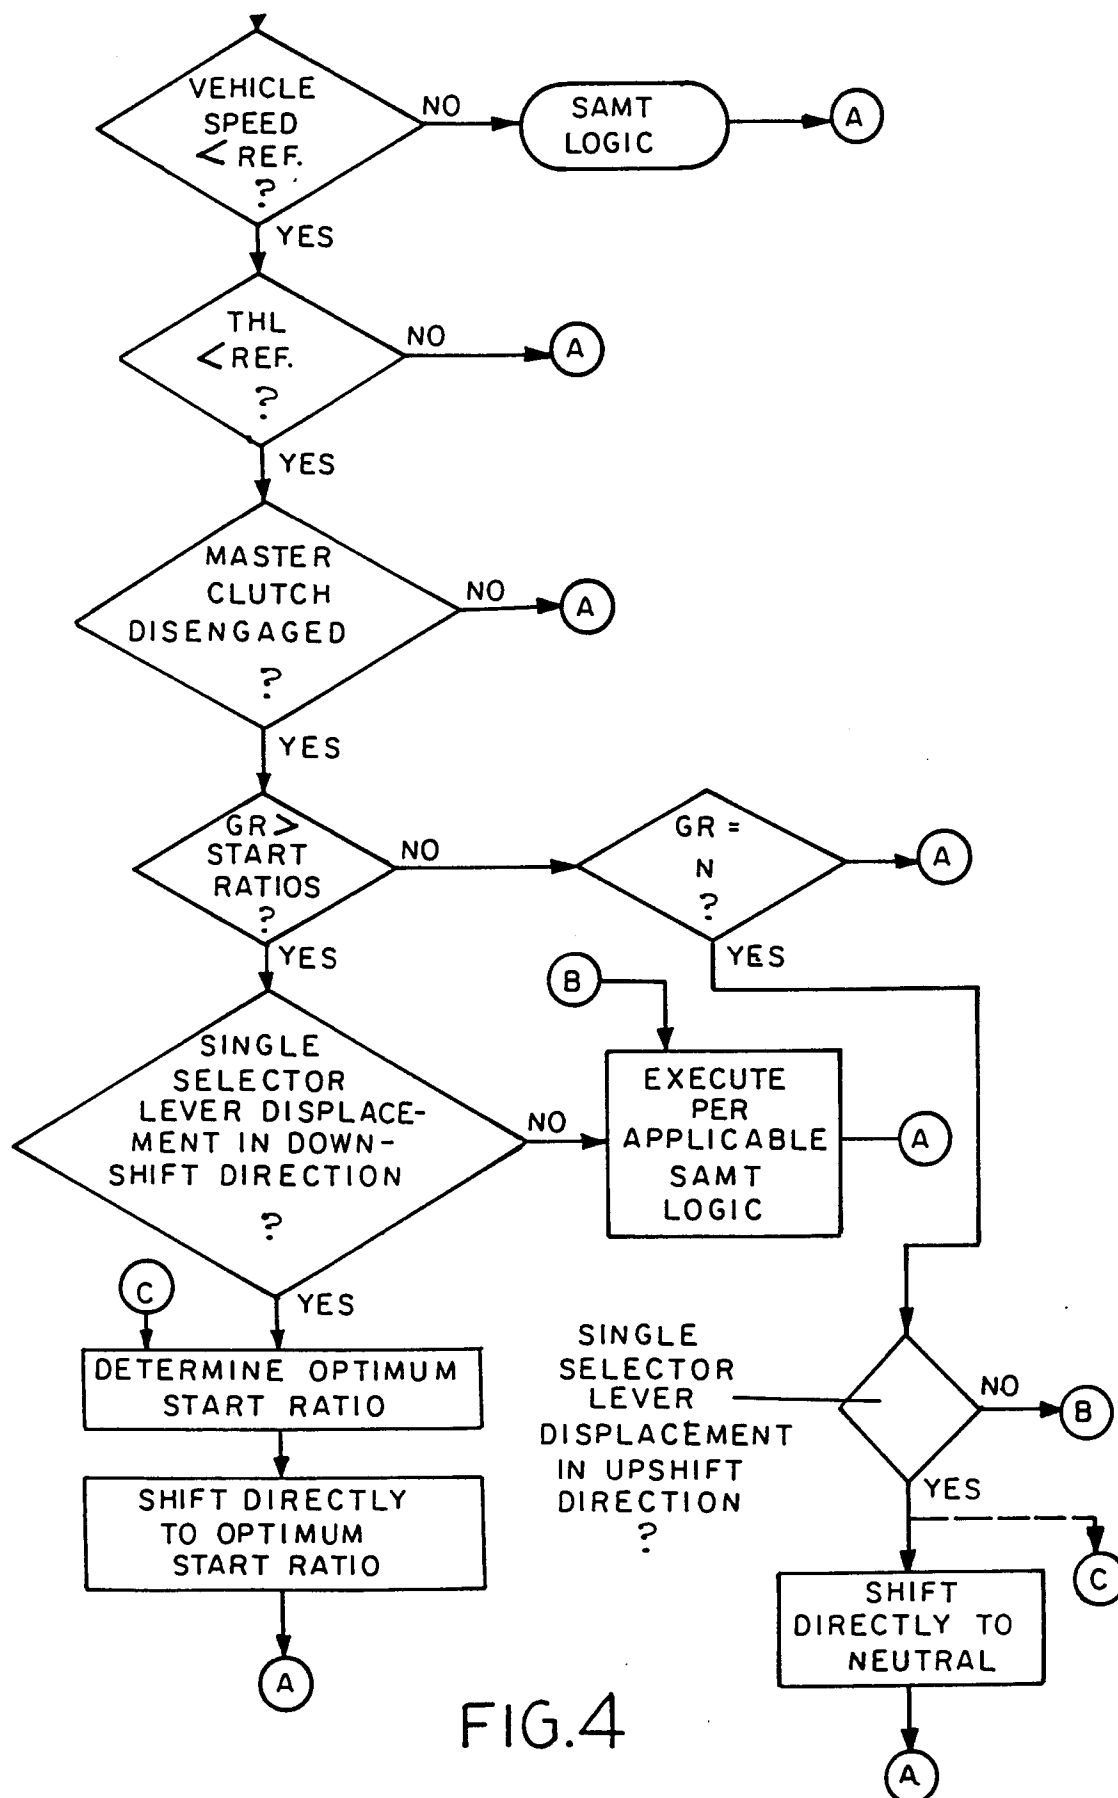 VEHICLE
SPEED
< REF.
?
NO
SAMT
LOGIC
A
YES
THL
< REF.
?
NO
A
YES
MASTER
CLUTCH
DISENGAGED
?
NO
A
YES
GR >
START
RATIOS
?
NO
GR =
N
?
A
YES
YES
B
SINGLE
SELECTOR
LEVER DISPLACE-
MENT IN DOWN-
SHIFT DIRECTION
?
NO
EXECUTE
PER
APPLICABLE
SAMT
LOGIC
A
C
YES
DETERMINE OPTIMUM
START RATIO
SHIFT DIRECTLY
TO OPTIMUM
START RATIO
A
SINGLE
SELECTOR
LEVER
DISPLACEMENT
IN UPSHIFT
DIRECTION
?
NO
B
YES
C
SHIFT
DIRECTLY TO
NEUTRAL
A
FIG.4